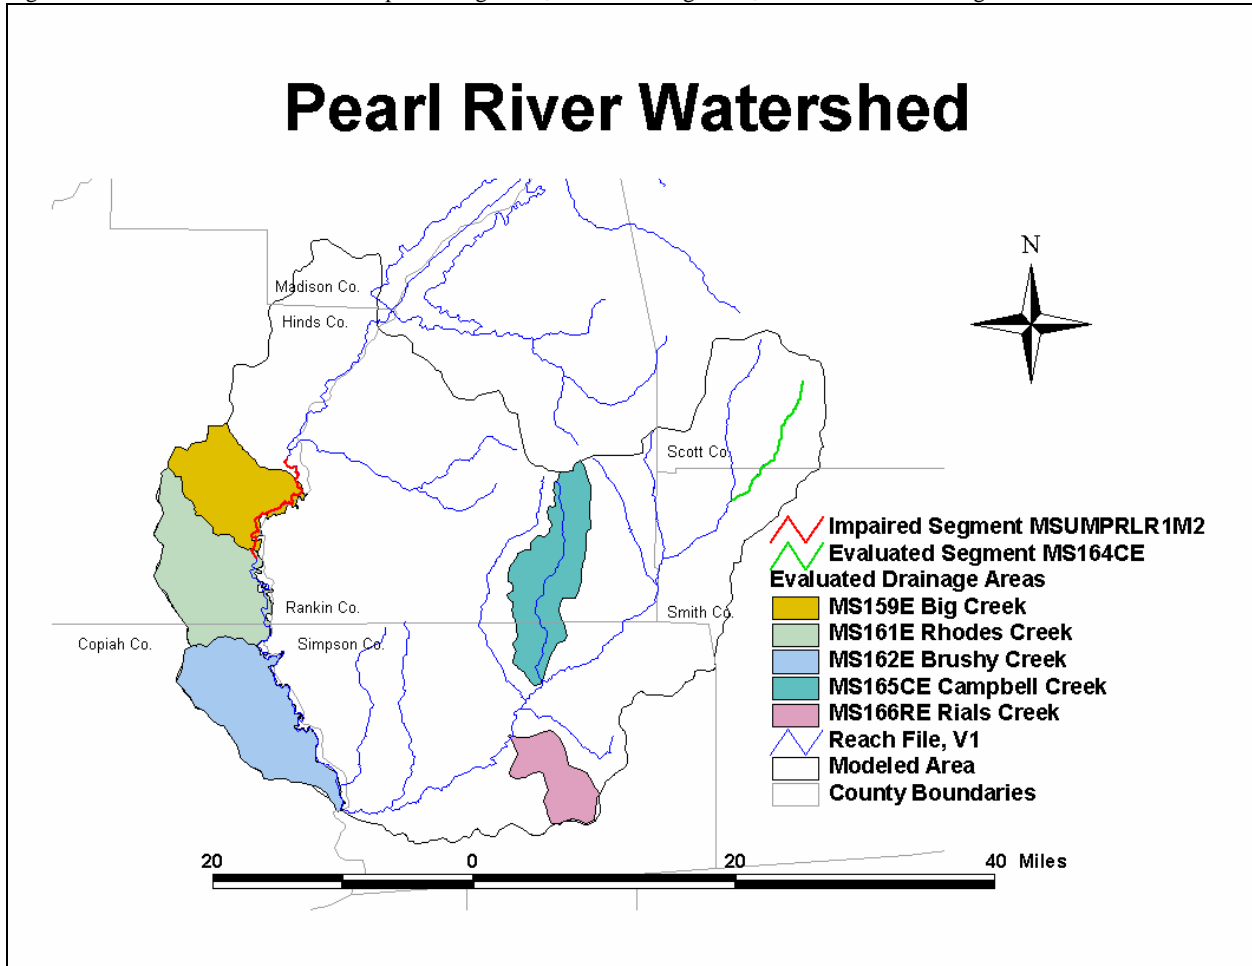 Pearl River Watershed
N
Madison Co.
Hinds Co.
Scott Co.
Rankin Co.
Smith Co.
Copiah Co.
Simpson Co.
Impaired Segment MSUMPRLR1M2
Evaluated Segment MS164CE
Evaluated Drainage Areas
MS159E Big Creek
MS161E Rhodes Creek
MS162E Brushy Creek
MS165CE Campbell Creek
MS166RE Rials Creek
Reach File, V1
Modeled Area
County Boundaries
20 0 20 40 Miles